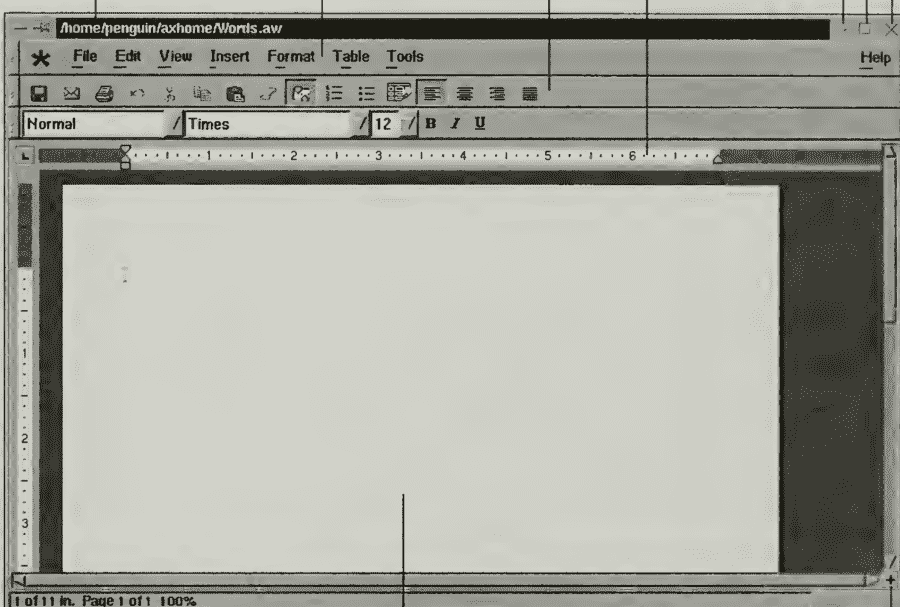 /home/penguin/axhome/Words.aw
File Edit View Insert Format Table Tools Help
Normal Times 12 B I U
1 2 3 4 5 6
1
2
3
1 of 11 in. Page 1 of 1 100%